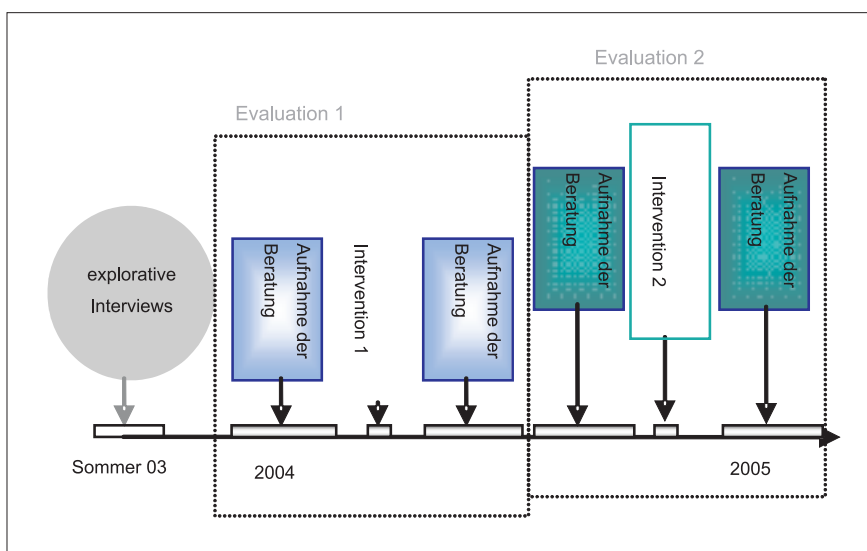 Evaluation 2
Evaluation 1
explorative
Interviews
Aufnahme der
Beratung
Intervention 1
Aufnahme der
Beratung
Aufnahme der
Beratung
Intervention 2
Aufnahme der
Beratung
Sommer 03
2004
2005